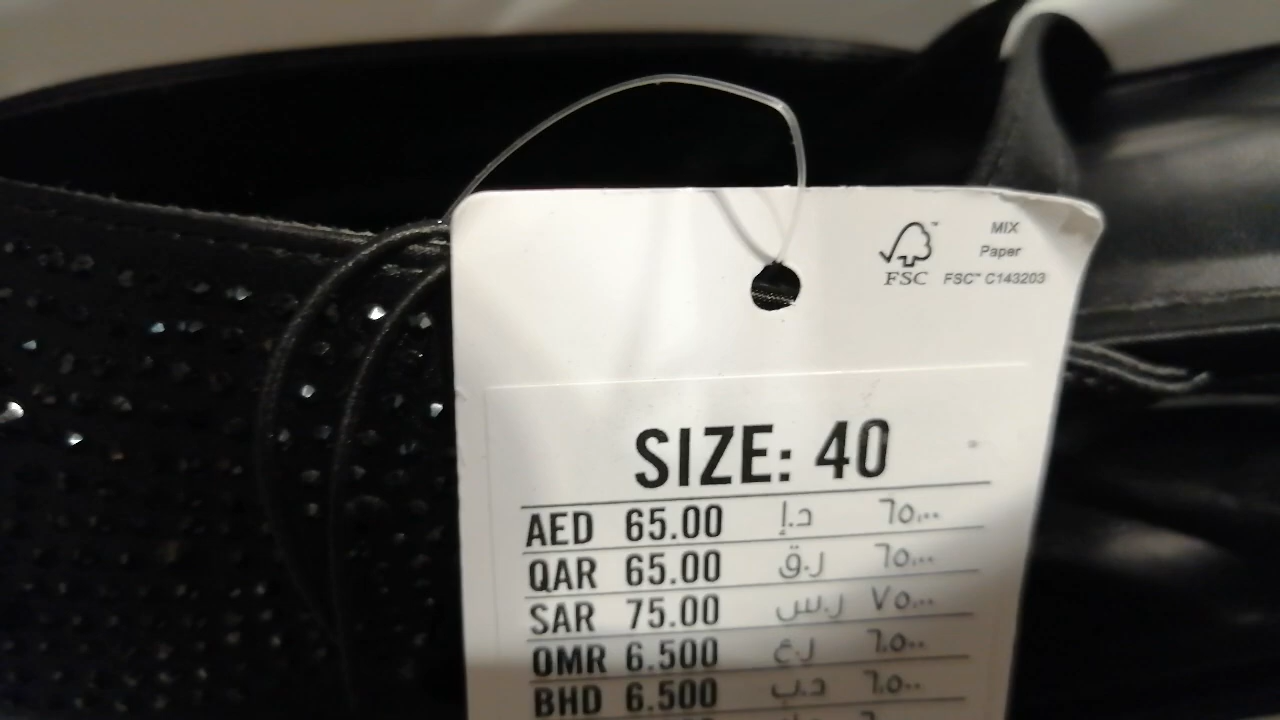 FSC™
MIX
Paper
FSC™ C143203
SIZE: 40
AED 65.00 د.إ ٦٥,٠٠
QAR 65.00 ر.ق ٦٥,٠٠
SAR 75.00 ر.س ٧٥,٠٠
OMR 6.500 ر.ع ٦,٥٠٠
BHD 6.500 د.ب ٦,٥٠٠